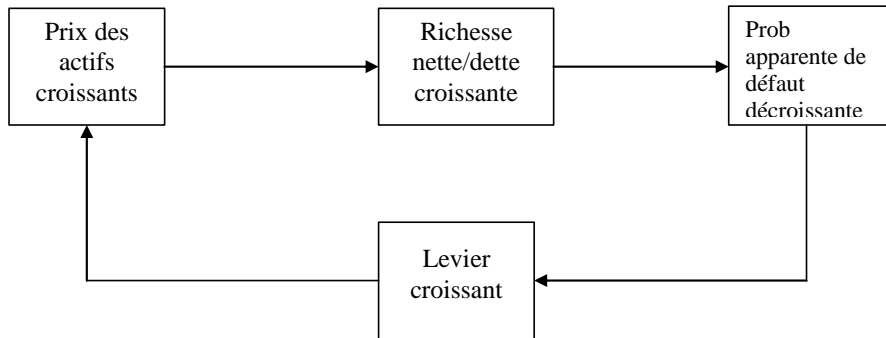 Prix des
actifs
croissants
Richesse
nette/dette
croissante
Prob
apparente de
défaut
décroissante
Levier
croissant